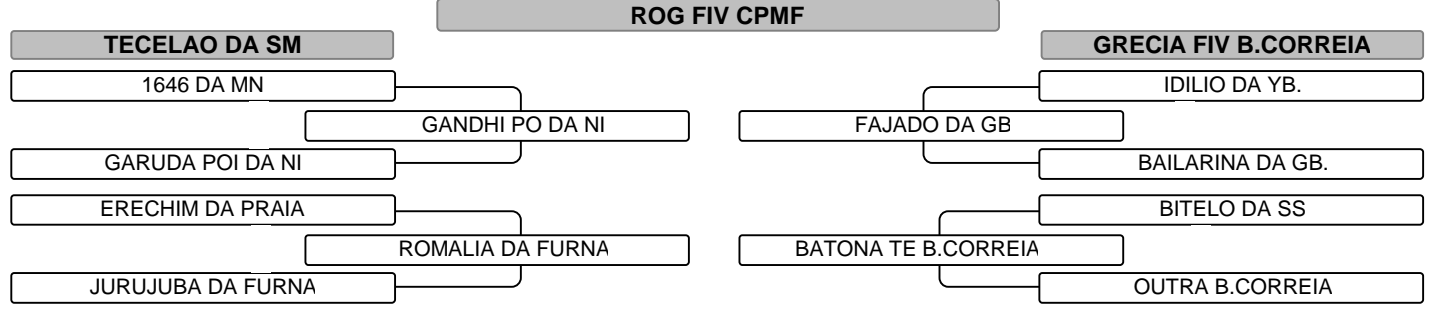 ROG FIV CPMF
TECELAO DA SM
GRECIA FIV B.CORREIA
1646 DA MN
IDILIO DA YB.
GANDHI PO DA NI
FAJADO DA GB
GARUDA POI DA NI
BAILARINA DA GB.
ERECHIM DA PRAIA
BITELO DA SS
ROMALIA DA FURNA
BATONA TE B.CORREIA
JURUJUBA DA FURNA
OUTRA B.CORREIA